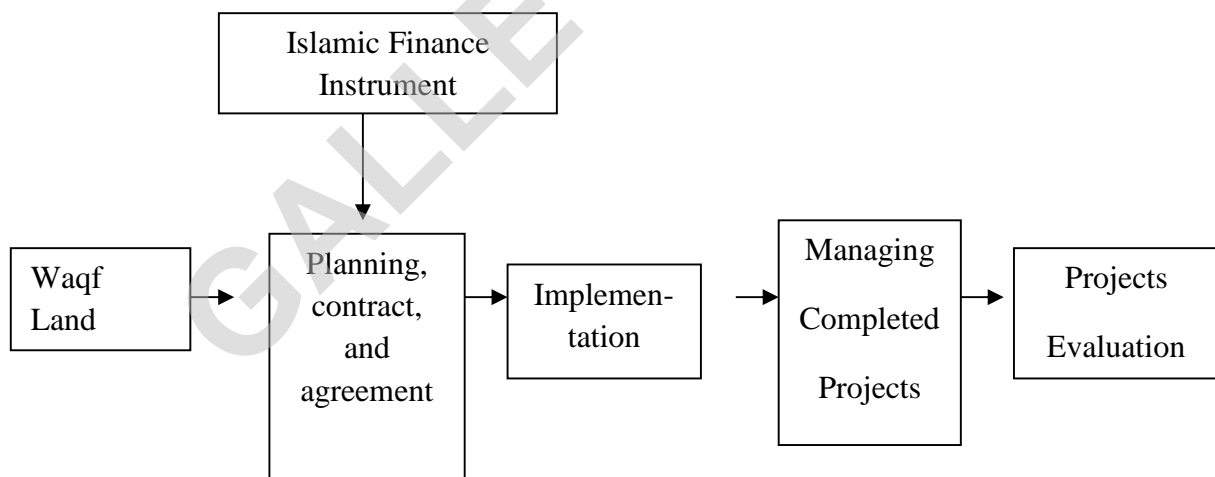 Islamic Finance
Instrument
Waqf
Land
Planning,
contract,
and
agreement
Implemen-
tation
Managing
Completed
Projects
Projects
Evaluation
GALLE